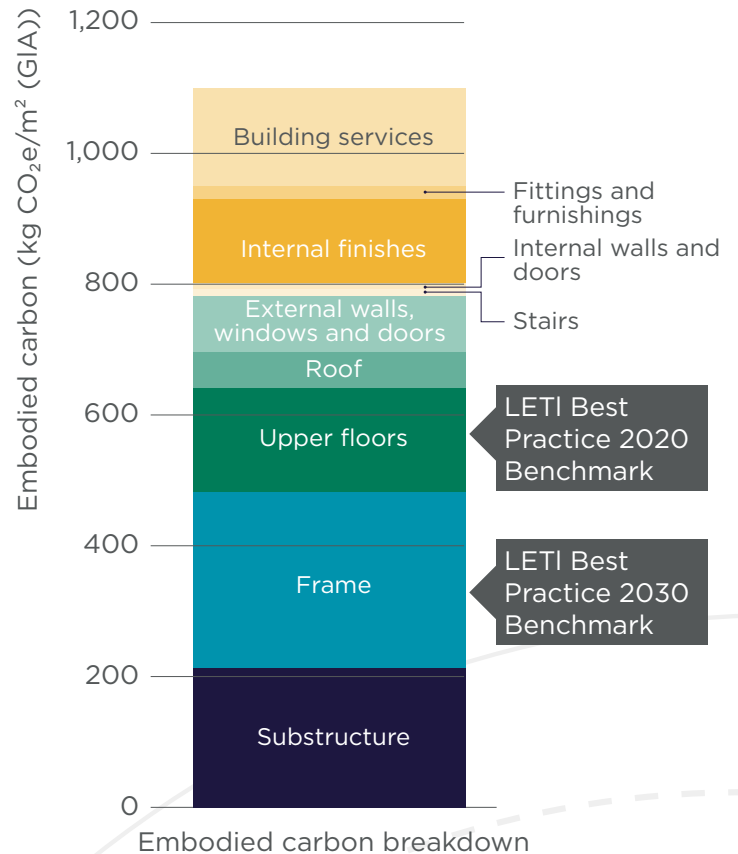 Embodied carbon (kg CO₂e/m² (GIA))
1,200
1,000
800
600
400
200
0
Building services
Fittings and
furnishings
Internal finishes
Internal walls and
doors
Stairs
External walls,
windows and doors
Roof
Upper floors
LETI Best
Practice 2020
Benchmark
Frame
LETI Best
Practice 2030
Benchmark
Substructure
Embodied carbon breakdown